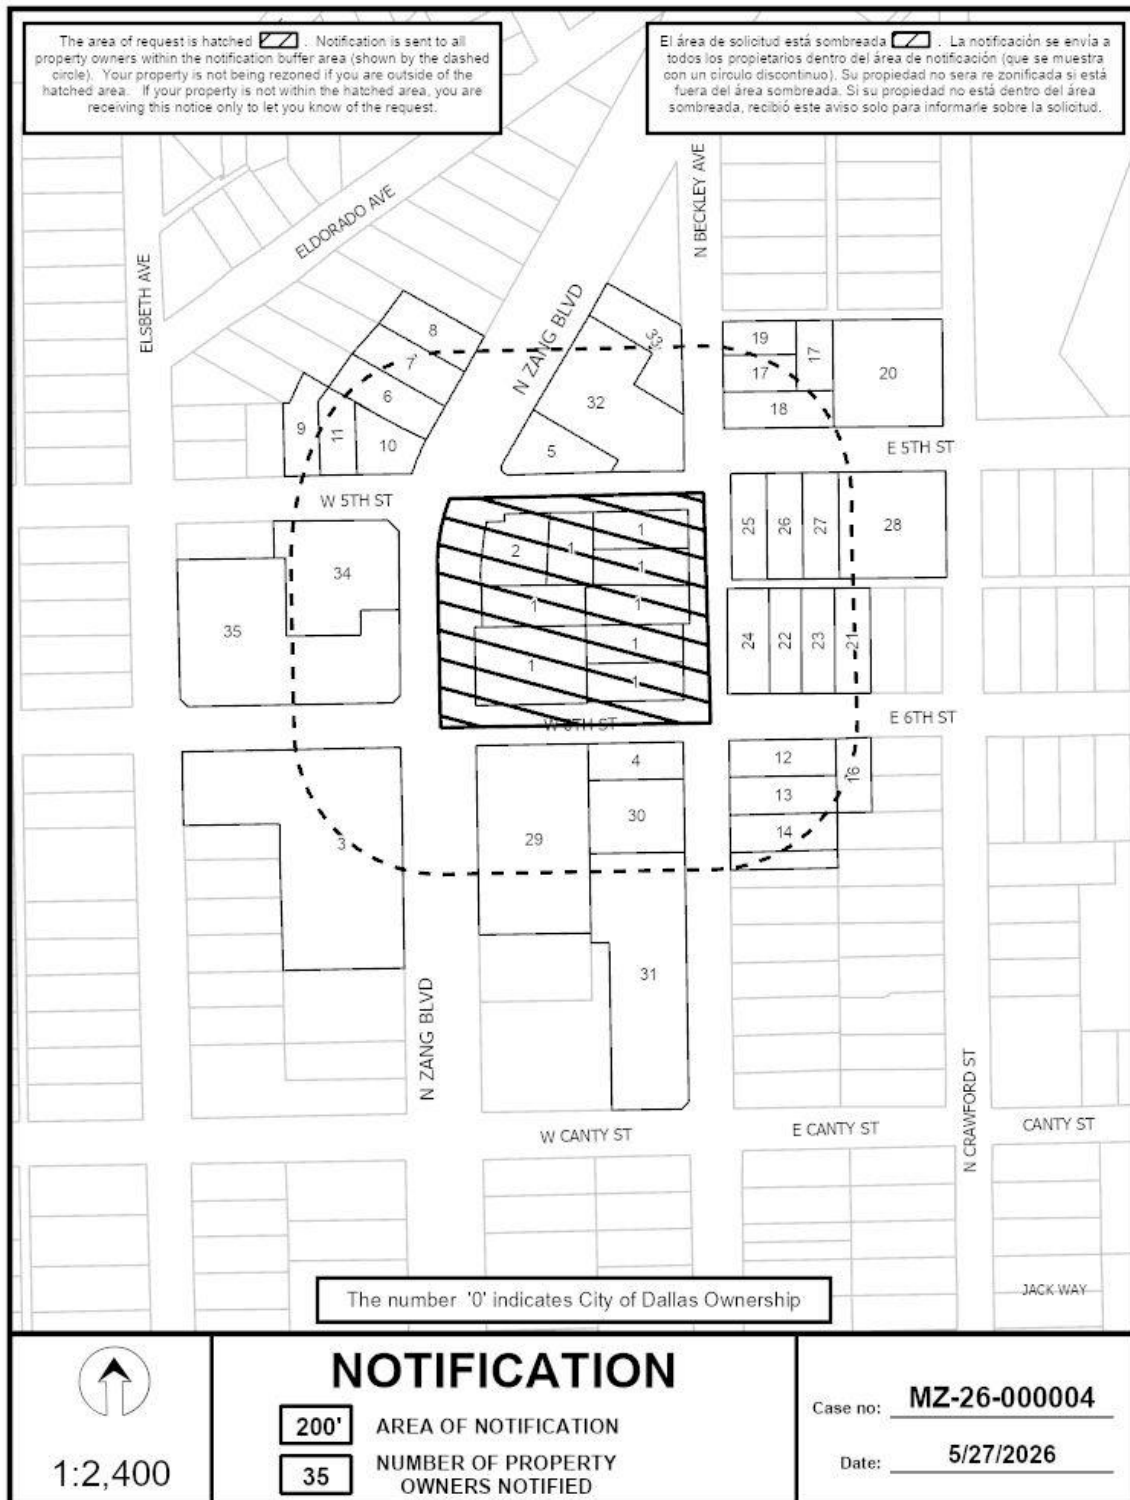 The area of request is hatched . Notification is sent to all
property owners within the notification buffer area (shown by the dashed
circle). Your property is not being rezoned if you are outside of the
hatched area. If your property is not within the hatched area, you are
receiving this notice only to let you know of the request.
El área de solicitud está sombreada . La notificación se envía a
todos los propietarios dentro del área de notificación (que se muestra
con un círculo discontinuo). Su propiedad no sera re zonificada si está
fuera del área sombreada. Si su propiedad no está dentro del área
sombreada, recibió este aviso solo para informarle sobre la solicitud.
ELSBETH AVE
ELDORADO AVE
N ZANG BLVD
N BECKLEY AVE
8
7
6
9
11
10
33
32
5
19
17
17
18
20
E 5TH ST
W 5TH ST
34
35
2
1
1
1
1
1
1
1
1
25
26
27
28
24
22
23
21
W 6TH ST
E 6TH ST
3
29
4
30
31
12
13
14
16
N ZANG BLVD
N CRAWFORD ST
W CANTY ST
E CANTY ST
CANTY ST
JACK WAY
The number '0' indicates City of Dallas Ownership
1:2,400
NOTIFICATION
200' AREA OF NOTIFICATION
35 NUMBER OF PROPERTY
OWNERS NOTIFIED
Case no: MZ-26-000004
Date: 5/27/2026